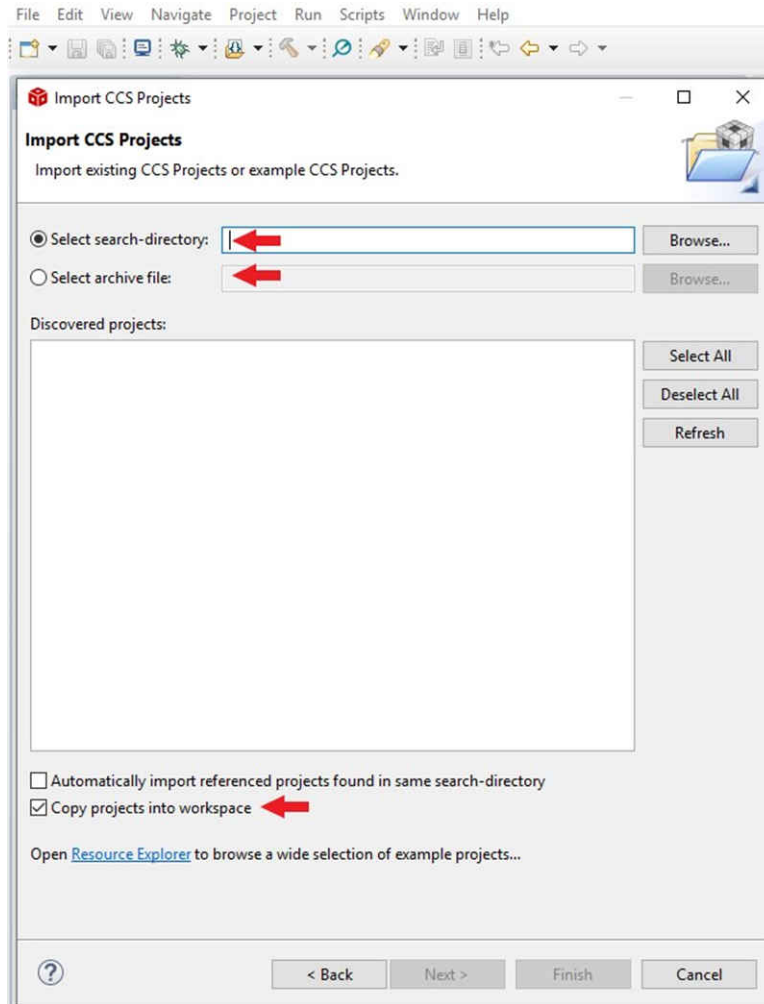 File Edit View Navigate Project Run Scripts Window Help
Import CCS Projects
Import CCS Projects
Import existing CCS Projects or example CCS Projects.
Select search-directory: Browse...
Select archive file: Browse...
Discovered projects:
Select All
Deselect All
Refresh
Automatically import referenced projects found in same search-directory
Copy projects into workspace
Open Resource Explorer to browse a wide selection of example projects...
? < Back Next > Finish Cancel